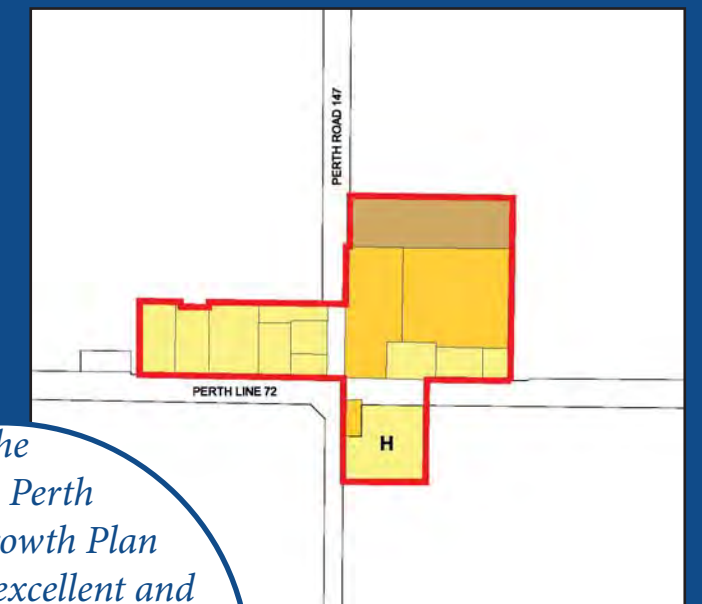 PERTH ROAD 147
PERTH LINE 72
H
he
Perth
owth Plan
excellent and